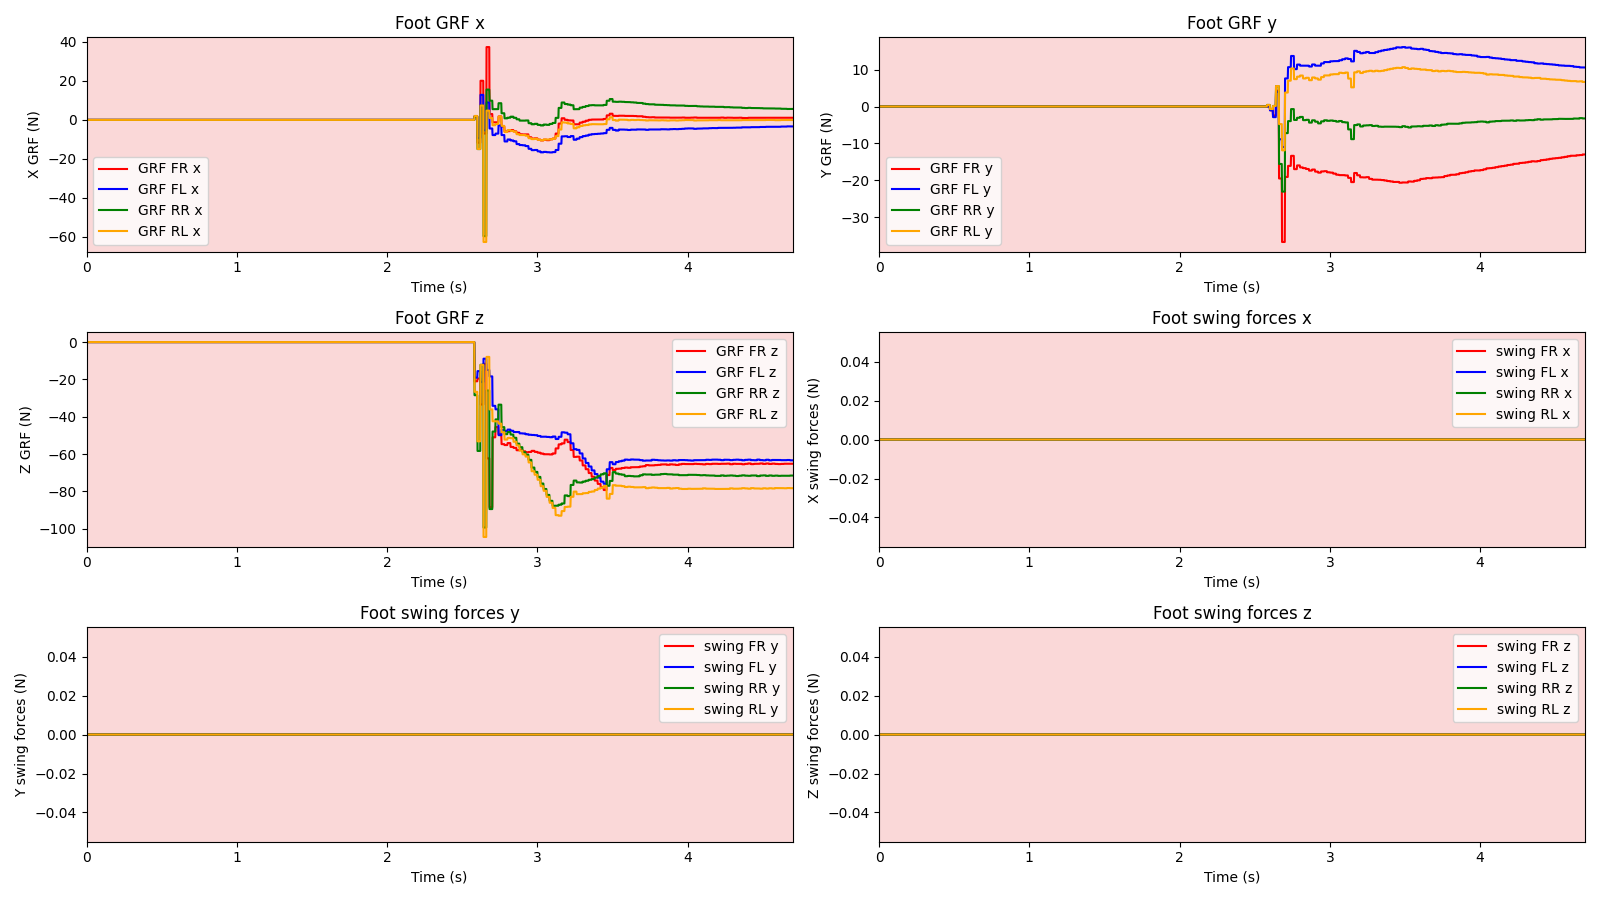 Foot GRF x
X GRF (N)
40
20
0
−20
−40
−60
GRF FR x
GRF FL x
GRF RR x
GRF RL x
0 1 2 3 4
Time (s)
Foot GRF y
Y GRF (N)
10
0
−10
−20
−30
GRF FR y
GRF FL y
GRF RR y
GRF RL y
0 1 2 3 4
Time (s)
Foot GRF z
Z GRF (N)
0
−20
−40
−60
−80
−100
GRF FR z
GRF FL z
GRF RR z
GRF RL z
0 1 2 3 4
Time (s)
Foot swing forces x
X swing forces (N)
0.04
0.02
0.00
−0.02
−0.04
swing FR x
swing FL x
swing RR x
swing RL x
0 1 2 3 4
Time (s)
Foot swing forces y
Y swing forces (N)
0.04
0.02
0.00
−0.02
−0.04
swing FR y
swing FL y
swing RR y
swing RL y
0 1 2 3 4
Time (s)
Foot swing forces z
Z swing forces (N)
0.04
0.02
0.00
−0.02
−0.04
swing FR z
swing FL z
swing RR z
swing RL z
0 1 2 3 4
Time (s)